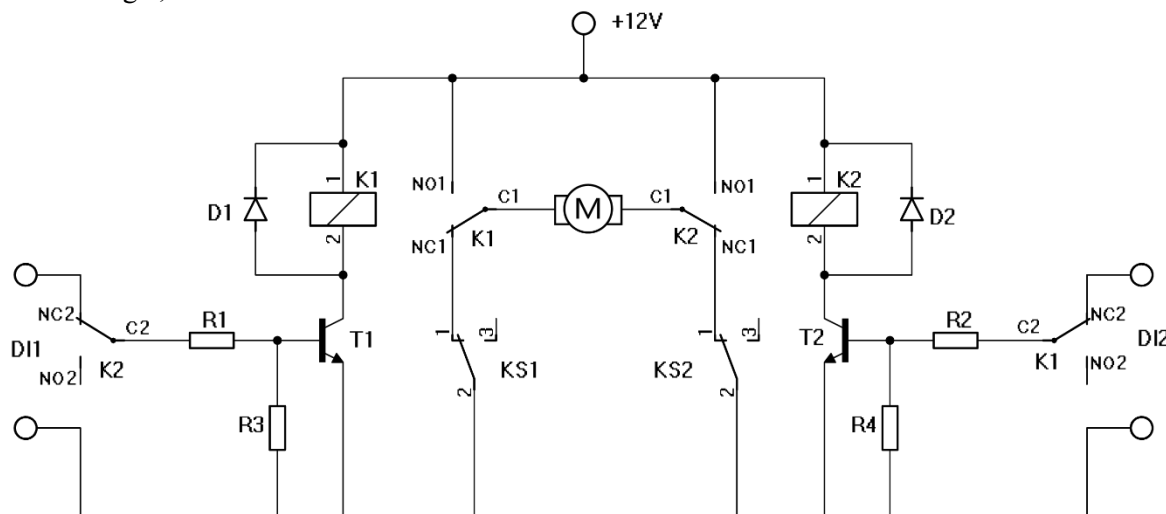 +12V
1
K1
D1
2
NO1
C1
NC1
K1
M
C1
NO1
K2
NC1
1
K2
2
D2
NC2
C2
R1
DI1
NO2
K2
T1
R3
1
3
KS1
2
1
3
KS2
2
T2
R2
C2
NC2
K1
DI2
NO2
R4